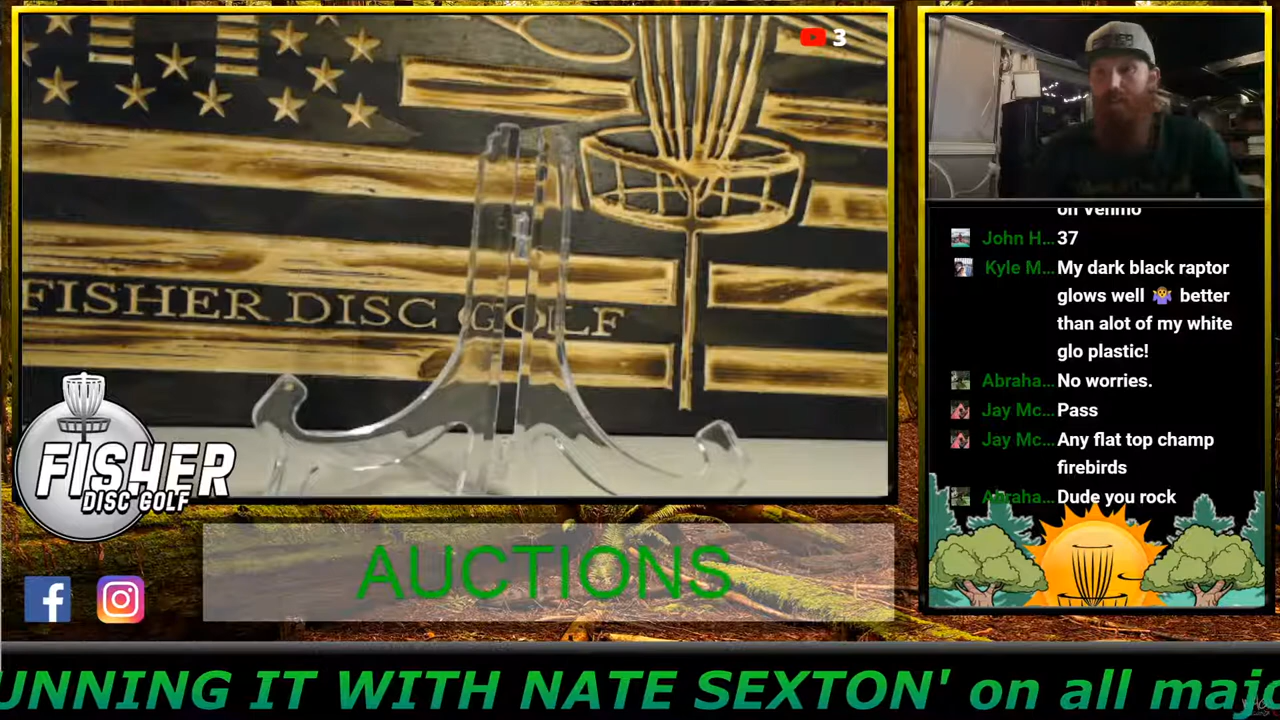 3
FISHER DISC GOLF
on Venmo
John H... 37
Kyle M... My dark black raptor
glows well 🤷 better
than alot of my white
glo plastic!
Abraha... No worries.
Jay Mc... Pass
Jay Mc... Any flat top champ
firebirds
Abraha... Dude you rock
FISHER
DISC GOLF
AUCTIONS
UNNING IT WITH NATE SEXTON' on all majo